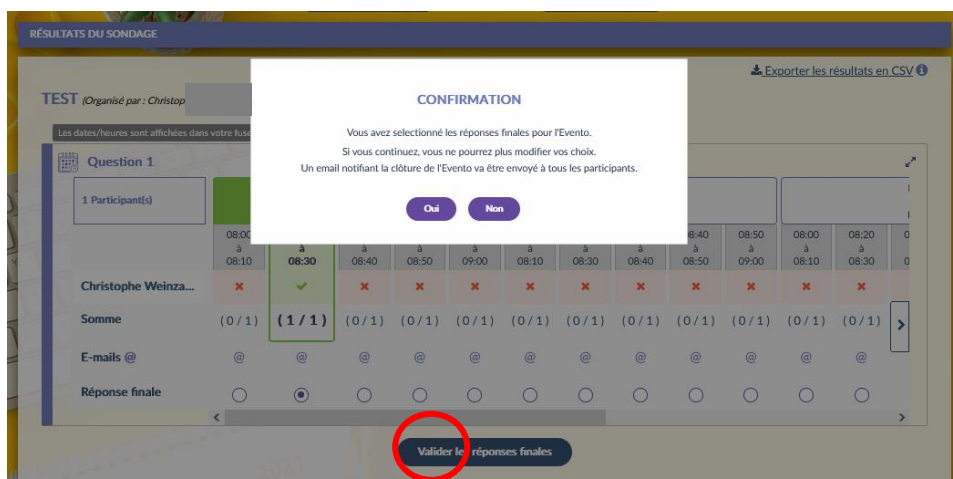 RÉSULTATS DU SONDAGE
Exporter les résultats en CSV
TEST (Organisé par : Christop
Les dates/heures sont affichées dans votre fuse
CONFIRMATION
Vous avez selectionné les réponses finales pour l'Evento.
Si vous continuez, vous ne pourrez plus modifier vos choix.
Un email notifiant la clôture de l'Evento va être envoyé à tous les participants.
Oui Non
Question 1
1 Participant(s)
08:00 08:40 08:50 08:00 08:20
à à à à à à à à à à à à
08:10 08:30 08:40 08:50 09:00 08:10 08:30 08:40 08:50 09:00 08:10 08:30
Christophe Weinza...
Somme (0/1) (1/1) (0/1) (0/1) (0/1) (0/1) (0/1) (0/1) (0/1) (0/1) (0/1) (0/1)
E-mails @ @ @ @ @ @ @ @ @ @ @ @ @
Réponse finale
Valider les réponses finales
2021